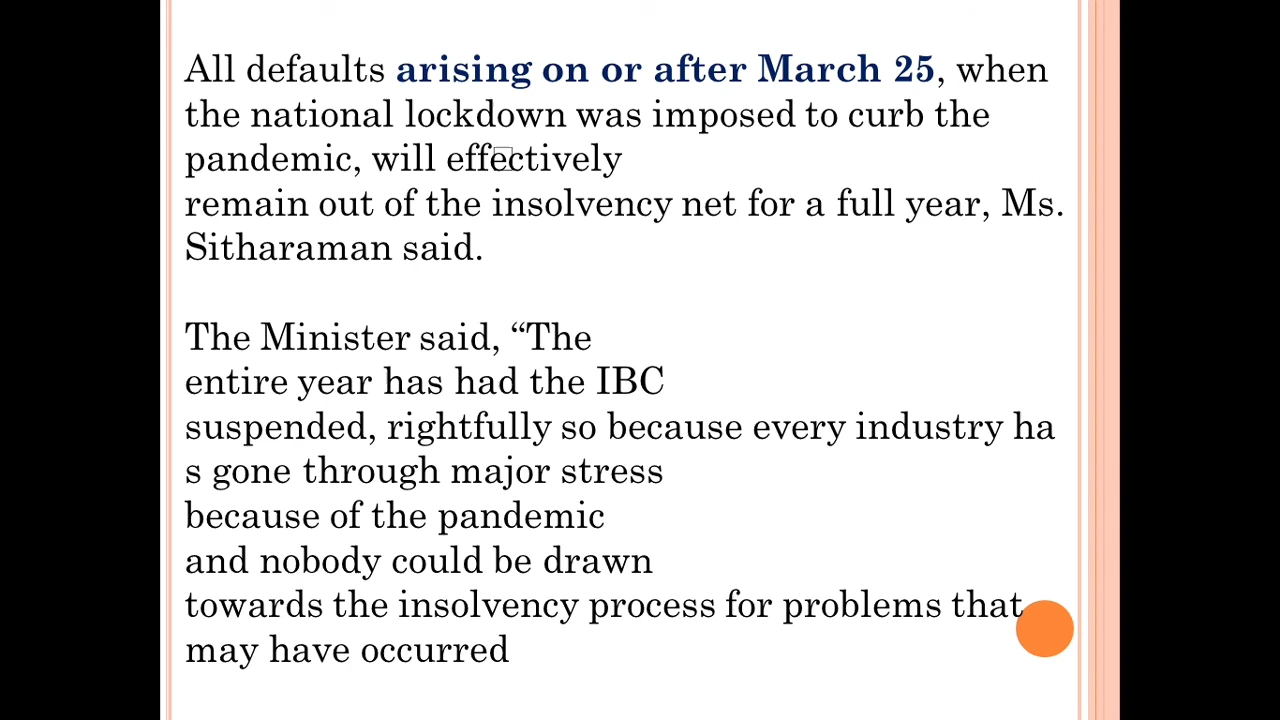 All defaults arising on or after March 25, when
the national lockdown was imposed to curb the
pandemic, will effectively
remain out of the insolvency net for a full year, Ms.
Sitharaman said.
The Minister said, “The
entire year has had the IBC
suspended, rightfully so because every industry ha
s gone through major stress
because of the pandemic
and nobody could be drawn
towards the insolvency process for problems that
may have occurred